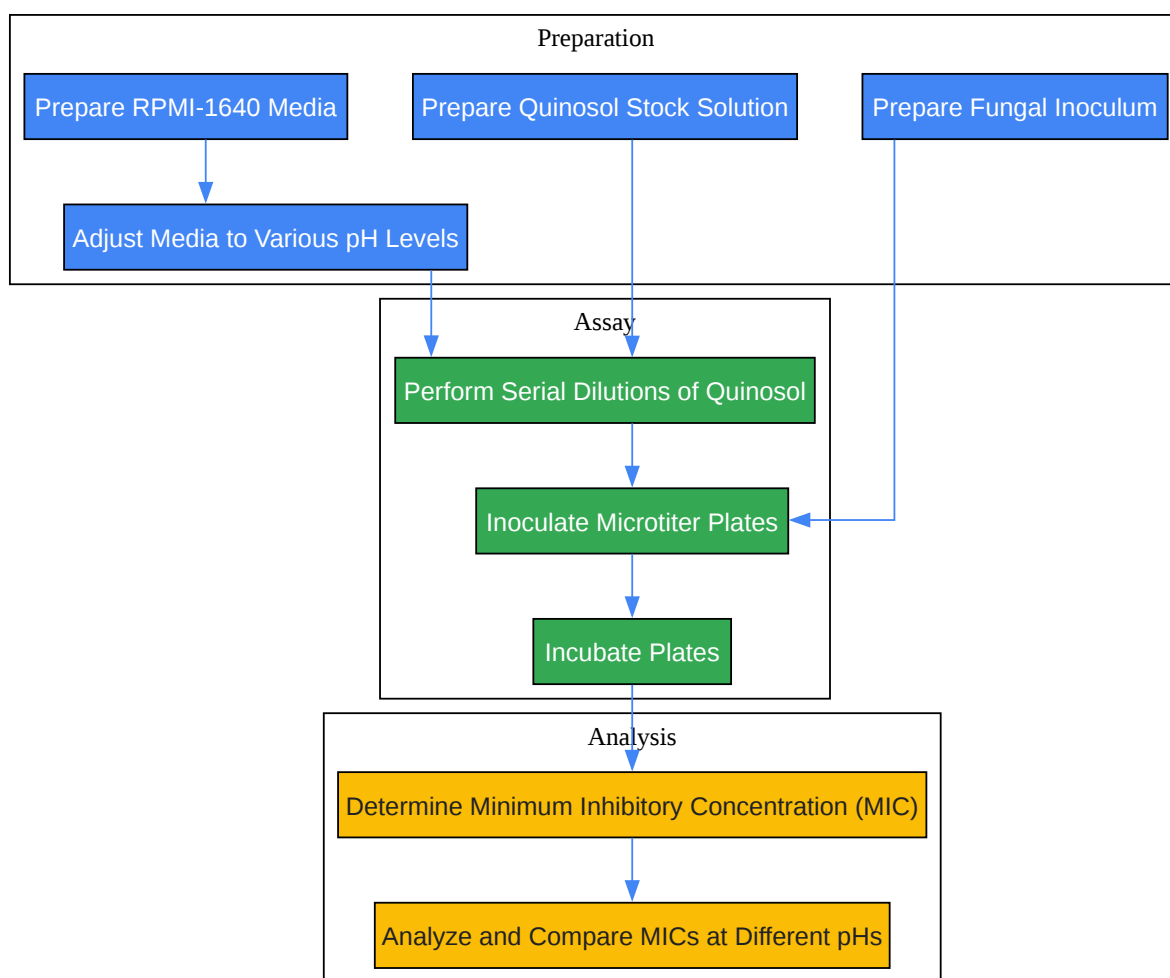 Preparation
Prepare RPMI-1640 Media
Prepare Quinosol Stock Solution
Prepare Fungal Inoculum
Adjust Media to Various pH Levels
Assay
Perform Serial Dilutions of Quinosol
Inoculate Microtiter Plates
Incubate Plates
Analysis
Determine Minimum Inhibitory Concentration (MIC)
Analyze and Compare MICs at Different pHs